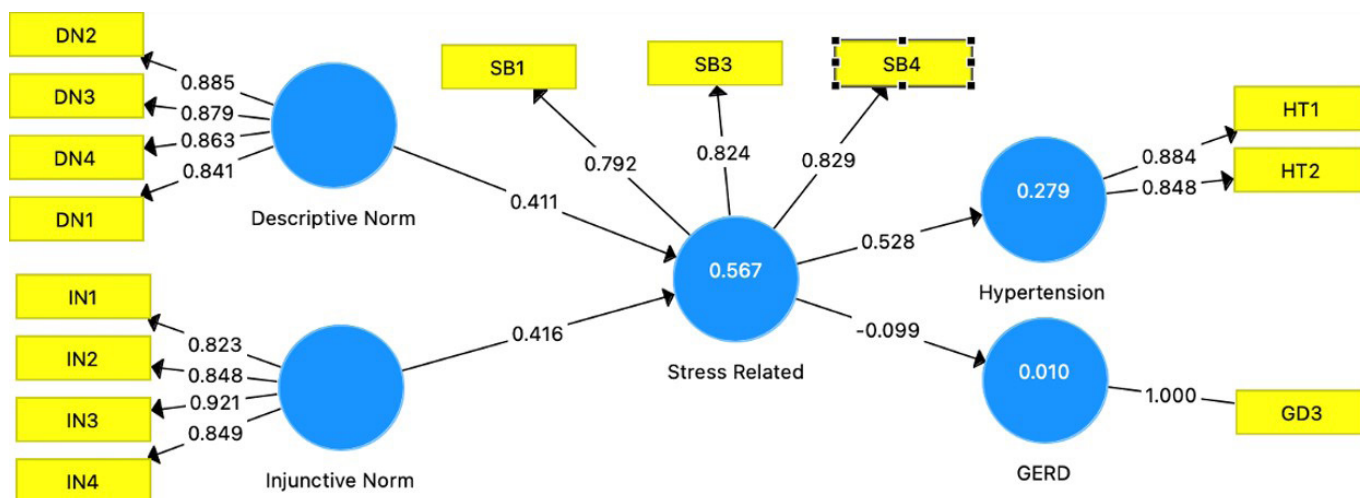 DN2
DN3
DN4
DN1
0.885
0.879
0.863
0.841
Descriptive Norm
IN1
IN2
IN3
IN4
0.823
0.848
0.921
0.849
Injunctive Norm
0.411
0.416
SB1
SB3
SB4
0.792
0.824
0.829
0.567
Stress Related
0.528
-0.099
0.279
Hypertension
0.884
0.848
HT1
HT2
0.010
GERD
1.000
GD3